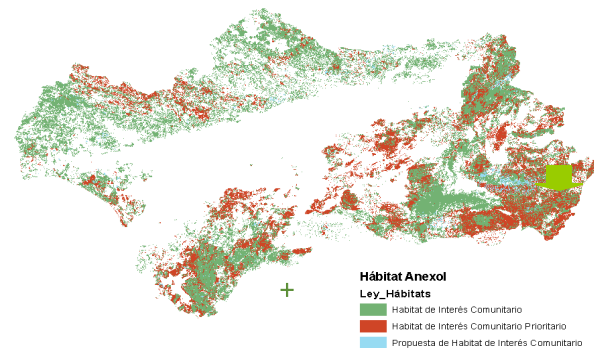 Hábitat Anexol
Ley_Hábitats
Habitat de Interés Comunitario
Habitat de Interés Comunitario Prioritario
Propuesta de Habitat de Interés Comunitario